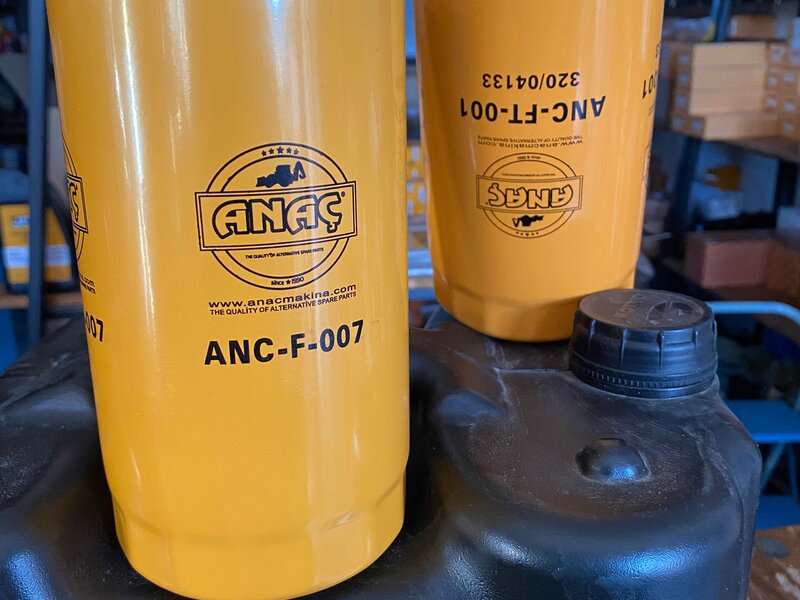 ANAÇ
THE QUALITY OF ALTERNATIVE SPARE PARTS
since 1990
www.anacmakina.com
THE QUALITY OF ALTERNATIVE SPARE PARTS
ANC-F-007
007
ANAÇ
www.anacmakina.com
THE QUALITY OF ALTERNATIVE SPARE PARTS
ANC-FT-001
320/04133